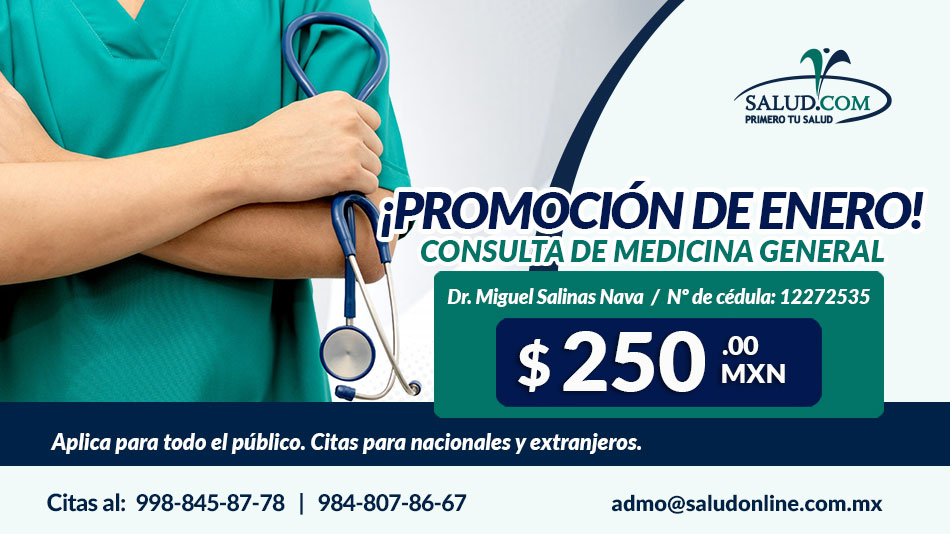 SALUD.COM
PRIMERO TU SALUD
¡PROMOCIÓN DE ENERO!
CONSULTA DE MEDICINA GENERAL
Dr. Miguel Salinas Nava / N° de cédula: 12272535
$ 250 .00 MXN
Aplica para todo el público. Citas para nacionales y extranjeros.
Citas al: 998-845-87-78 | 984-807-86-67
admo@saludonline.com.mx